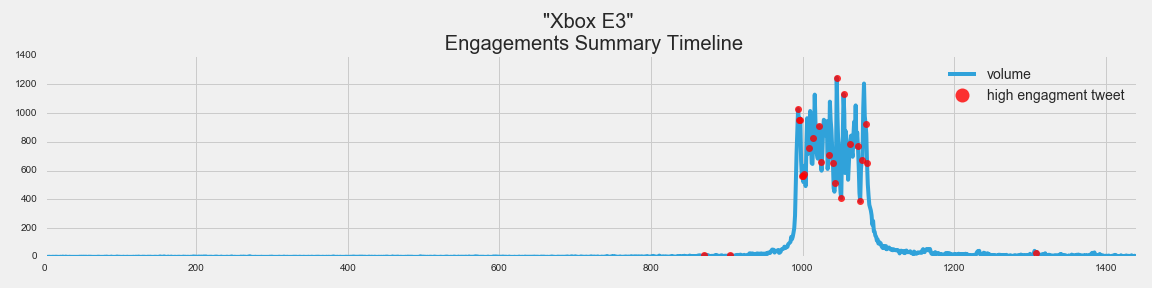 "Xbox E3"
Engagements Summary Timeline
1400
1200
1000
800
600
400
200
0
volume
high engagment tweet
0 200 400 600 800 1000 1200 1400